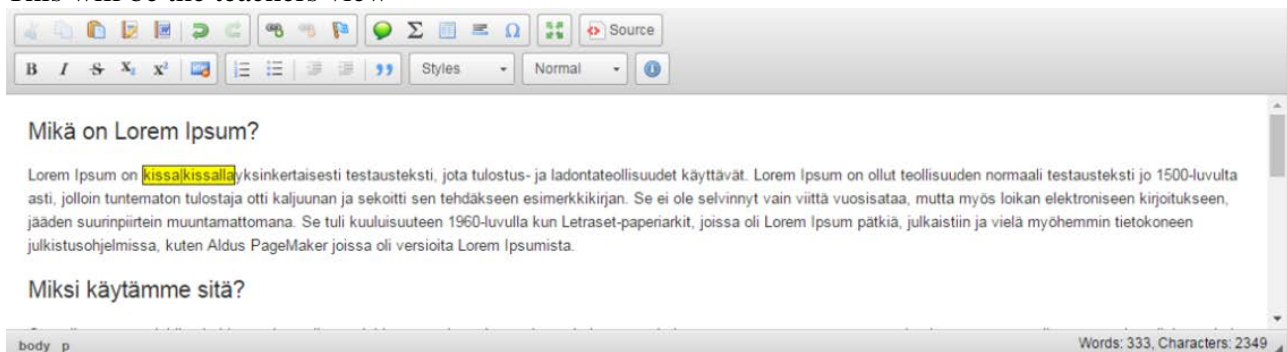 This will be the teachers view
Source
B I S X₂ X² Styles Normal
Mikä on Lorem Ipsum?
Lorem Ipsum on kissa|kissallayksinkertaisesti testausteksti, jota tulostus- ja ladontateollisuudet käyttävät. Lorem Ipsum on ollut teollisuuden normaali testausteksti jo 1500-luvulta
asti, jolloin tuntematon tulostaja otti kaljuunan ja sekoitti sen tehdäkseen esimerkkikirjan. Se ei ole selvinnyt vain viittä vuosisataa, mutta myös loikan elektroniseen kirjoitukseen,
jääden suurinpiirtein muuntamattomana. Se tuli kuuluisuuteen 1960-luvulla kun Letraset-paperiarkit, joissa oli Lorem Ipsum pätkiä, julkaistiin ja vielä myöhemmin tietokoneen
julkistusohjelmissa, kuten Aldus PageMaker joissa oli versioita Lorem Ipsumista.
Miksi käytämme sitä?
body p Words: 333, Characters: 2349